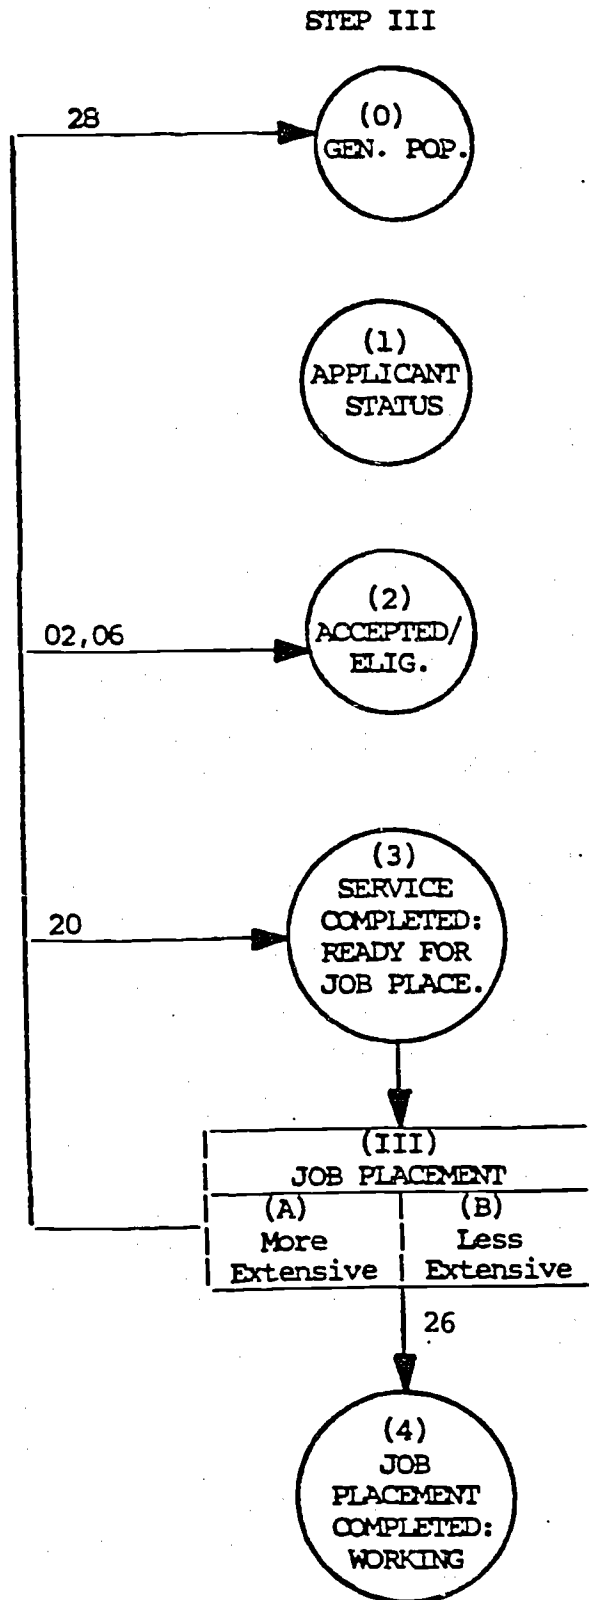 STEP III
28
(0)
GEN. POP.
(1)
APPLICANT
STATUS
02,06
(2)
ACCEPTED/
ELIG.
20
(3)
SERVICE
COMPLETED:
READY FOR
JOB PLACE.
(III)
JOB PLACEMENT
(A)
More
Extensive
(B)
Less
Extensive
26
(4)
JOB
PLACEMENT
COMPLETED:
WORKING